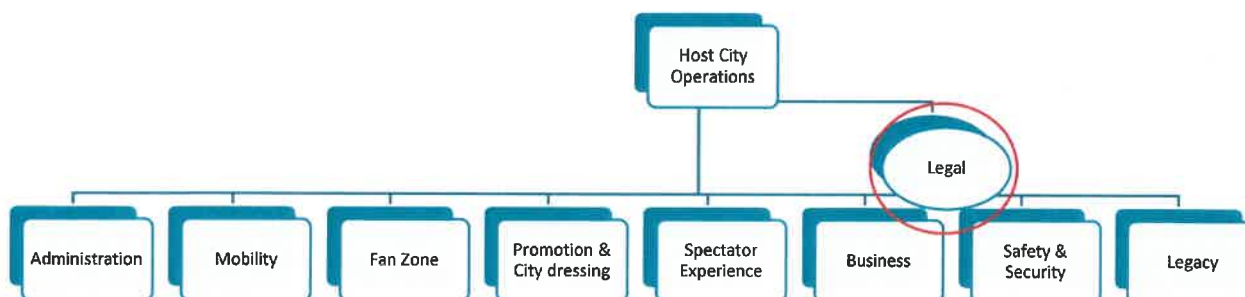 Host City
Operations
Legal
Administration
Mobility
Fan Zone
Promotion &
City dressing
Spectator
Experience
Business
Safety &
Security
Legacy